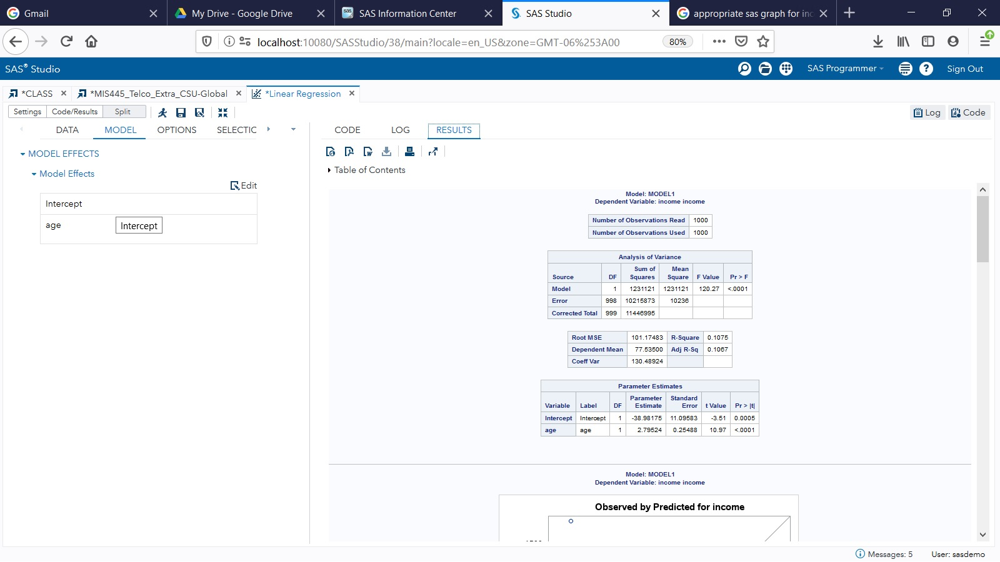 Gmail
My Drive - Google Drive
SAS Information Center
SAS Studio
appropriate sas graph for inc
localhost:10080/SASStudio/38/main?locale=en_US&zone=GMT-06%253A00
80%
SAS® Studio
SAS Programmer
Sign Out
*CLASS
*MIS445_Telco_Extra_CSU-Global
*Linear Regression
Settings
Code/Results
Split
Log
Code
DATA
MODEL
OPTIONS
SELECTIC
CODE
LOG
RESULTS
MODEL EFFECTS
Model Effects
Edit
Intercept
age
Intercept
Table of Contents
Model: MODEL1
Dependent Variable: income income
Number of Observations Read 1000
Number of Observations Used 1000
Analysis of Variance
Source DF Sum of Squares Mean Square F Value Pr > F
Model 1 1231121 1231121 120.27 <.0001
Error 998 10215873 10236
Corrected Total 999 11446995
Root MSE 101.17483 R-Square 0.1075
Dependent Mean 77.53500 Adj R-Sq 0.1067
Coeff Var 130.48924
Parameter Estimates
Variable Label DF Parameter Estimate Standard Error t Value Pr > |t|
Intercept Intercept 1 -38.98175 11.09583 -3.51 0.0005
age age 1 2.79524 0.25488 10.97 <.0001
Model: MODEL1
Dependent Variable: income income
Observed by Predicted for income
Messages: 5
User: sasdemo